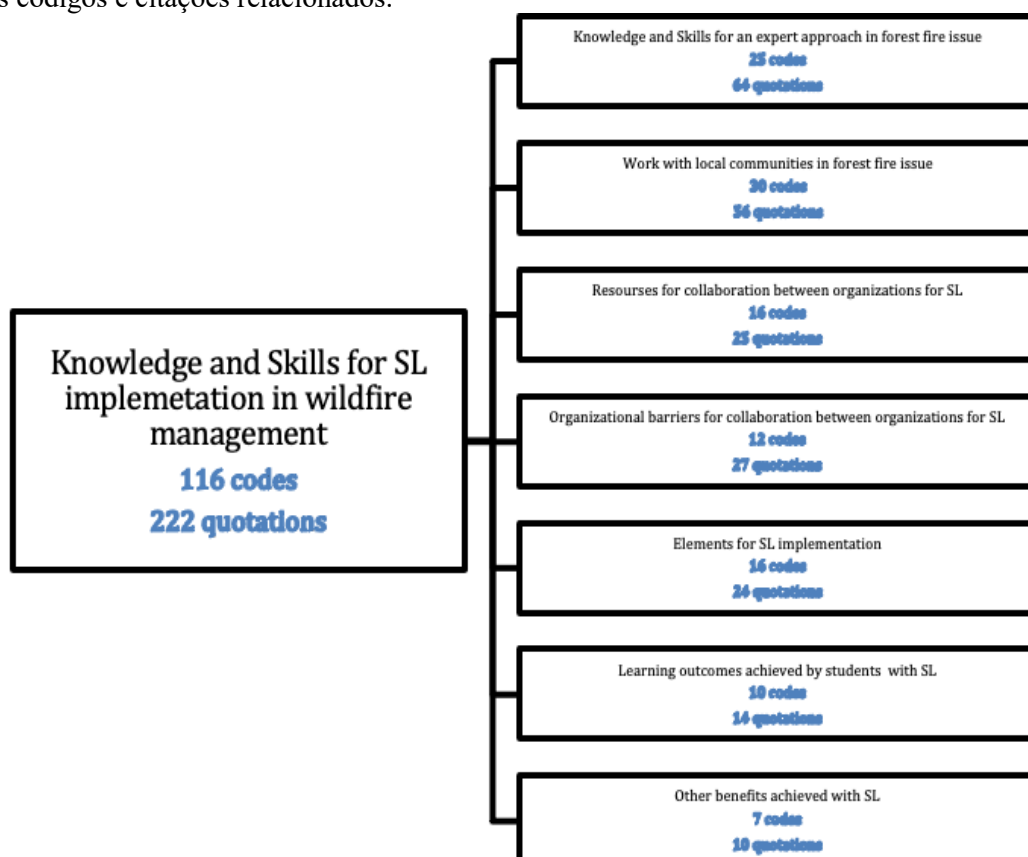 s códigos e citações relacionados:
Knowledge and Skills for an expert approach in forest fire issue
25 codes
64 quotations
Work with local communities in forest fire issue
30 codes
56 quotations
Resourses for collaboration between organizations for SL
16 codes
25 quotations
Organizational barriers for collaboration between organizations for SL
12 codes
27 quotations
Knowledge and Skills for SL
implemetation in wildfire
management
116 codes
222 quotations
Elements for SL implementation
16 codes
24 quotations
Learning outcomes achieved by students with SL
10 codes
14 quotations
Other benefits achieved with SL
7 codes
10 quotations